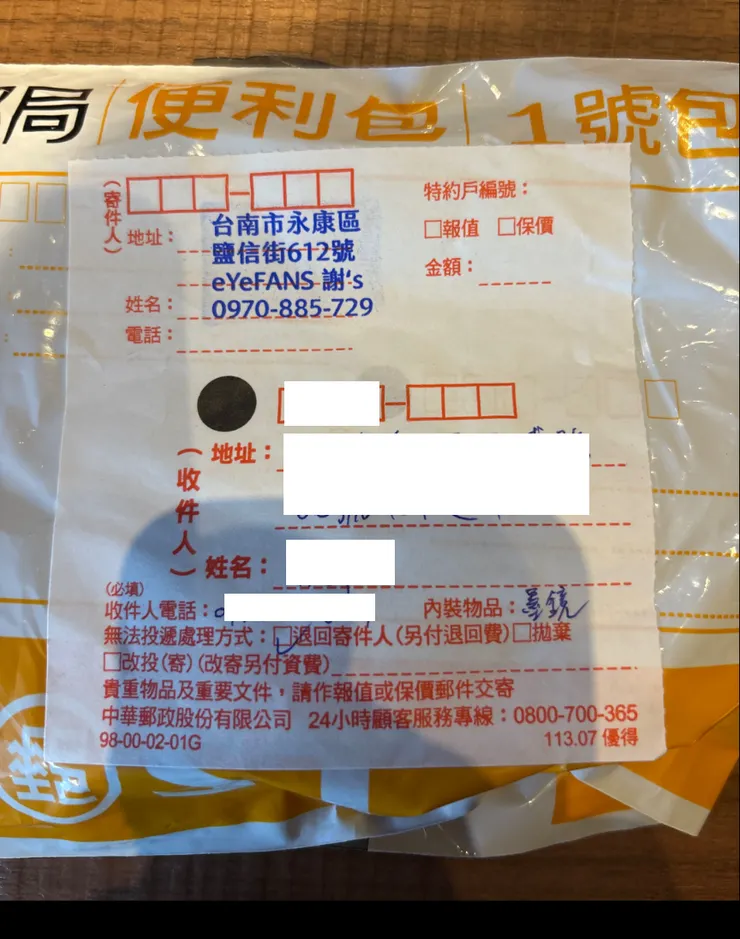 局 便利包 1號包
(寄件人)
地址：
台南市永康區
鹽信街612號
eYeFANS 謝's
0970-885-729
姓名：
電話：
特約戶編號：
□報值 □保價
金額：
(收件人)
地址：
姓名：
(必填)
收件人電話：
內裝物品：墨鏡
無法投遞處理方式：□退回寄件人(另付退回費)□拋棄
□改投(寄)(改寄另付資費)
貴重物品及重要文件，請作報值或保價郵件交寄
中華郵政股份有限公司 24小時顧客服務專線：0800-700-365
98-00-02-01G
113.07 優得